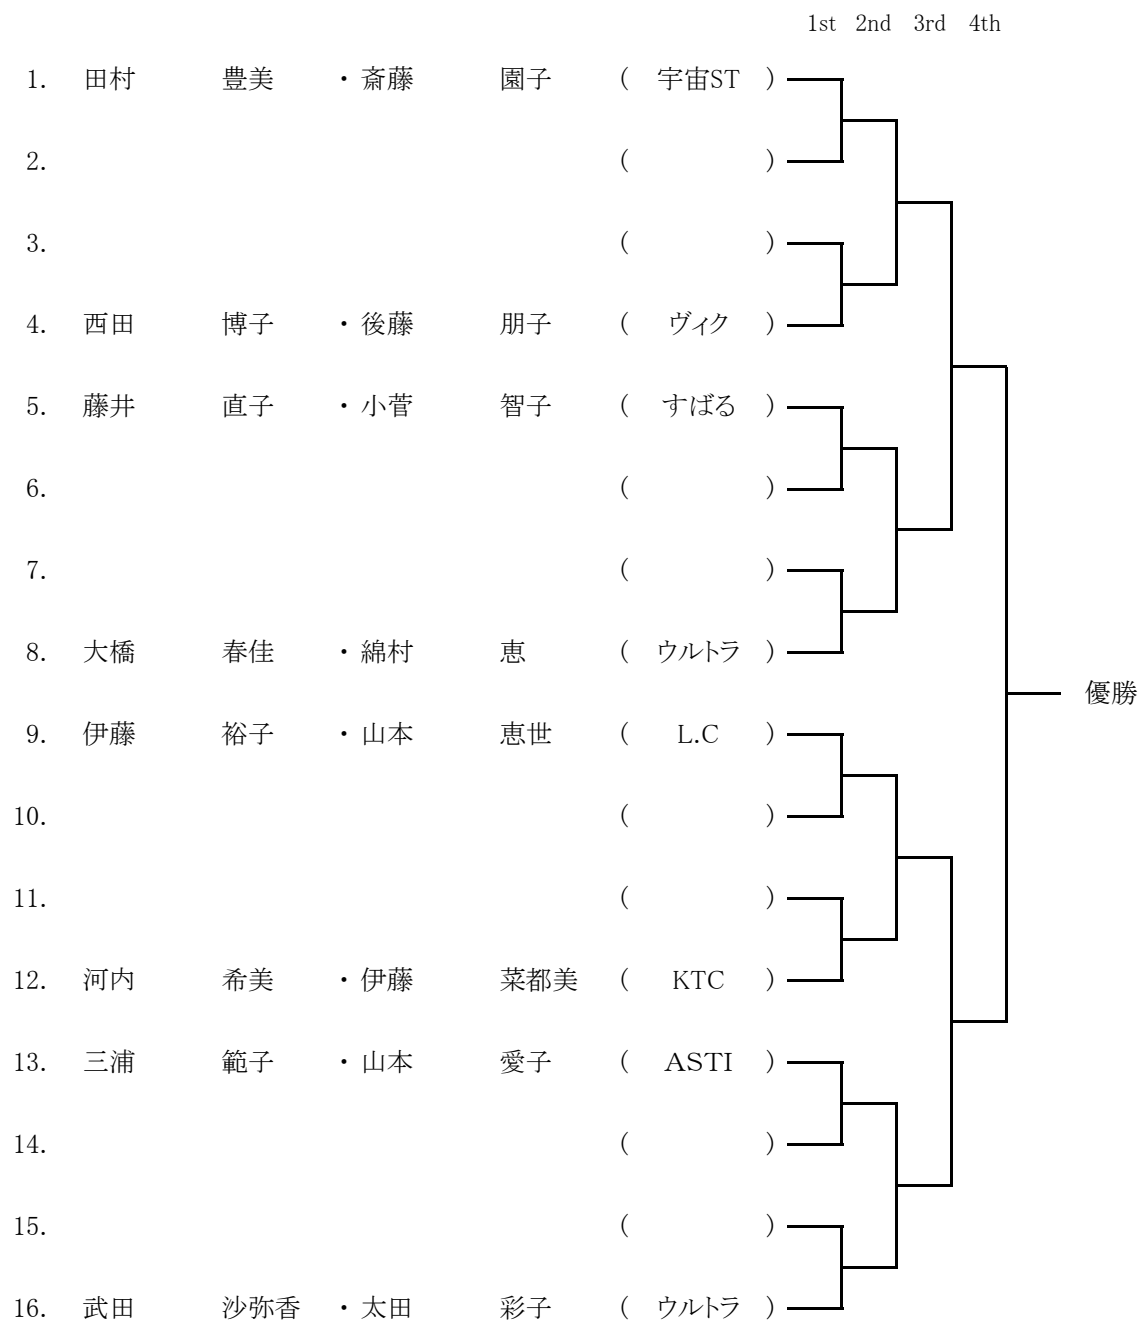 1st 2nd 3rd 4th
1. 田村 豊美 ・斎藤 園子 ( 宇宙ST )
2. ( )
3. ( )
4. 西田 博子 ・後藤 朋子 ( ヴィク )
5. 藤井 直子 ・小菅 智子 ( すばる )
6. ( )
7. ( )
8. 大橋 春佳 ・綿村 恵 ( ウルトラ )
優勝
9. 伊藤 裕子 ・山本 恵世 ( L.C )
10. ( )
11. ( )
12. 河内 希美 ・伊藤 菜都美 ( KTC )
13. 三浦 範子 ・山本 愛子 ( ASTI )
14. ( )
15. ( )
16. 武田 沙弥香 ・太田 彩子 ( ウルトラ )